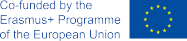 Co-funded by the
Erasmus+ Programme
of the European Union